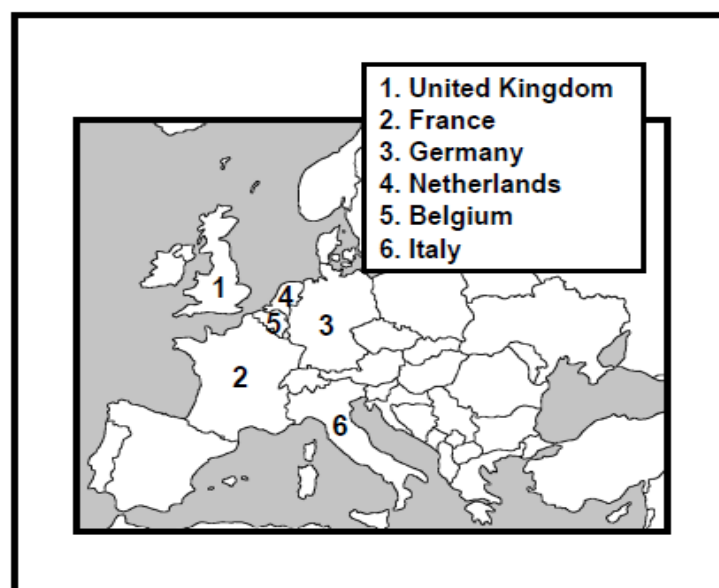 1. United Kingdom
2. France
3. Germany
4. Netherlands
5. Belgium
6. Italy
1
4
5
3
2
6